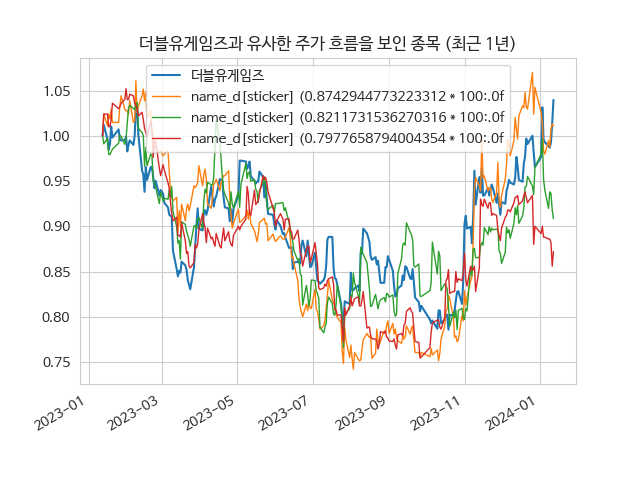 더블유게임즈과 유사한 주가 흐름을 보인 종목 (최근 1년)
더블유게임즈
name_d[sticker] (0.8742944773223312 * 100:.0f
name_d[sticker] (0.8211731536270316 * 100:.0f
name_d[sticker] (0.7977658794004354 * 100:.0f
1.05
1.00
0.95
0.90
0.85
0.80
0.75
2023-01
2023-03
2023-05
2023-07
2023-09
2023-11
2024-01